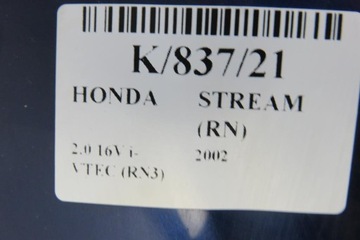 K/837/21
HONDA STREAM
(RN)
2.0 16V i- 2002
VTEC (RN3)